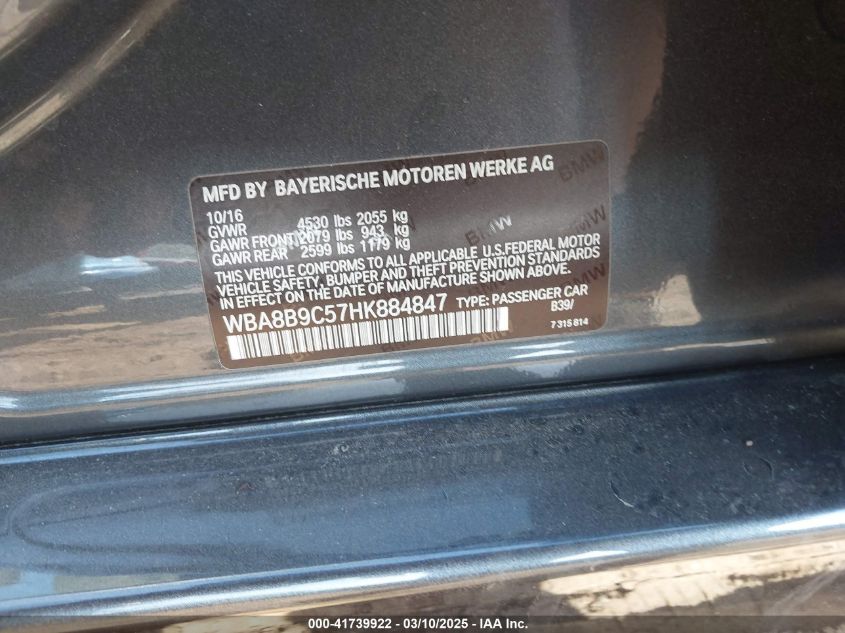 MFD BY BAYERISCHE MOTOREN WERKE AG
10/16
GVWR 4530 lbs 2055 kg
GAWR FRONT 2079 lbs 943 kg
GAWR REAR 2599 lbs 1179 kg
THIS VEHICLE CONFORMS TO ALL APPLICABLE U.S.FEDERAL MOTOR
VEHICLE SAFETY, BUMPER AND THEFT PREVENTION STANDARDS
IN EFFECT ON THE DATE OF MANUFACTURE SHOWN ABOVE.
WBA8B9C57HK884847 TYPE: PASSENGER CAR
B39/
7 315 814
000-41739922 - 03/10/2025 - IAA Inc.